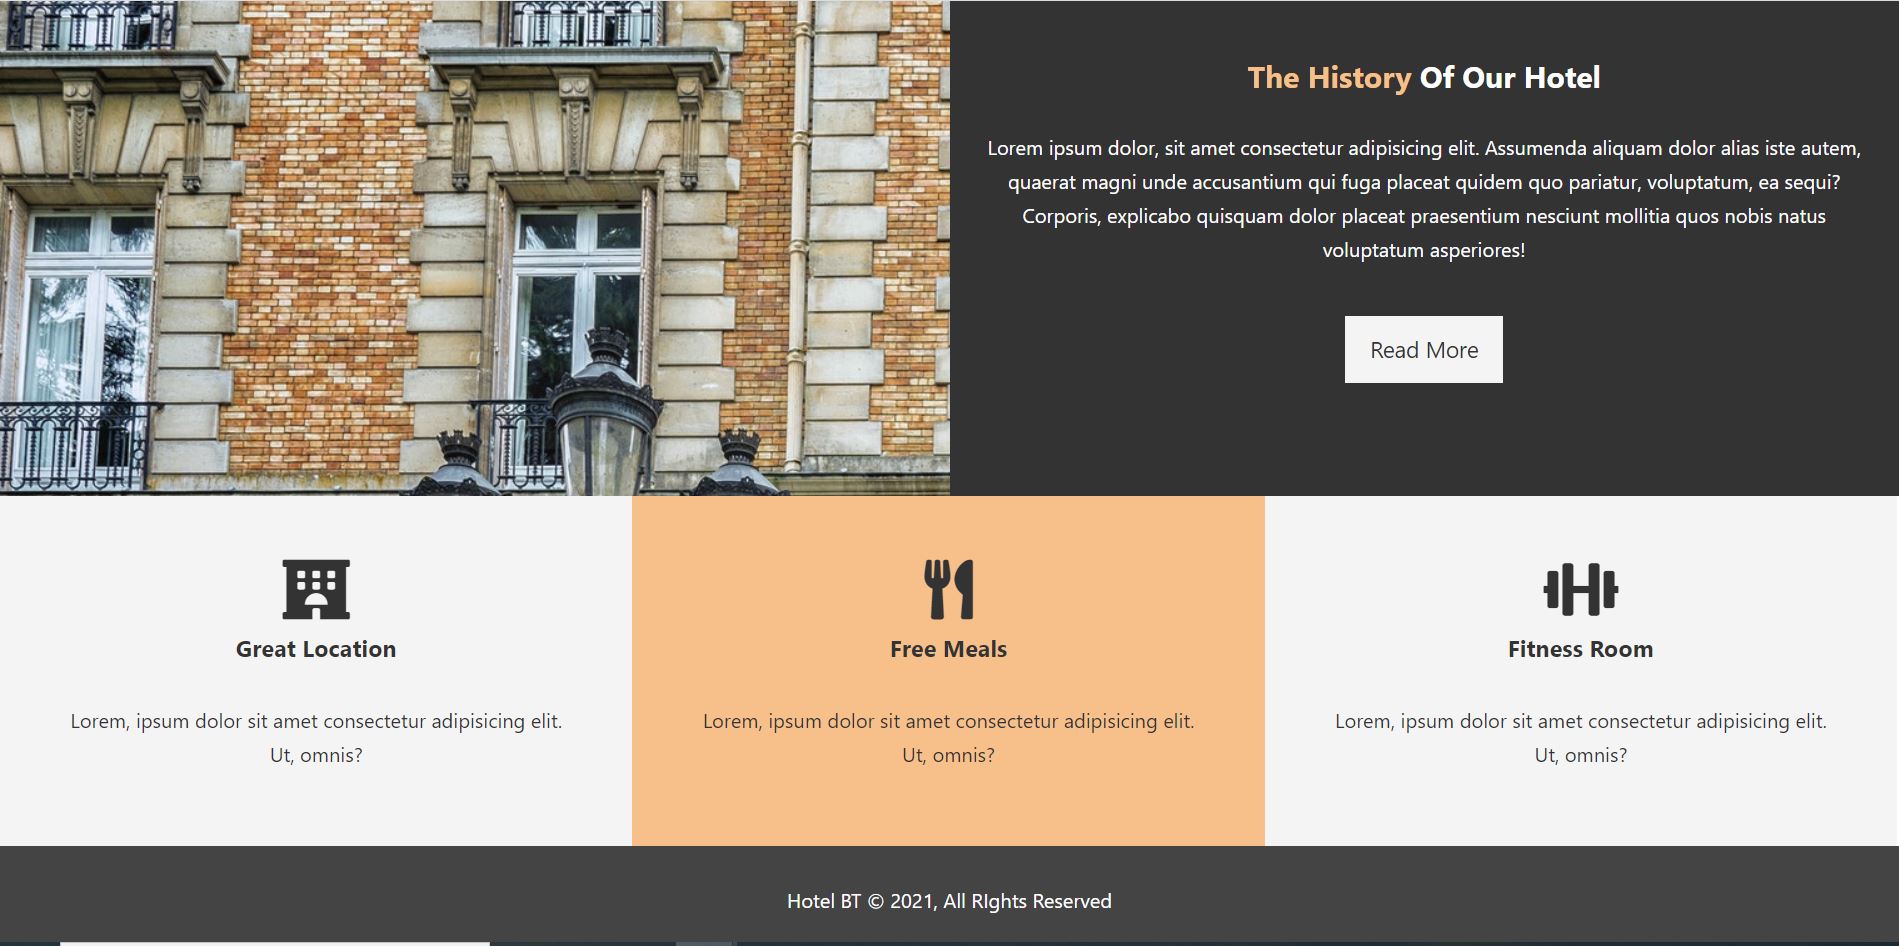 The History Of Our Hotel
Lorem ipsum dolor, sit amet consectetur adipisicing elit. Assumenda aliquam dolor alias iste autem,
quaerat magni unde accusantium qui fuga placeat quidem quo pariatur, voluptatum, ea sequi?
Corporis, explicabo quisquam dolor placeat praesentium nesciunt mollitia quos nobis natus
voluptatum asperiores!
Read More
Great Location
Lorem, ipsum dolor sit amet consectetur adipisicing elit.
Ut, omnis?
Free Meals
Lorem, ipsum dolor sit amet consectetur adipisicing elit.
Ut, omnis?
Fitness Room
Lorem, ipsum dolor sit amet consectetur adipisicing elit.
Ut, omnis?
Hotel BT © 2021, All RIghts Reserved